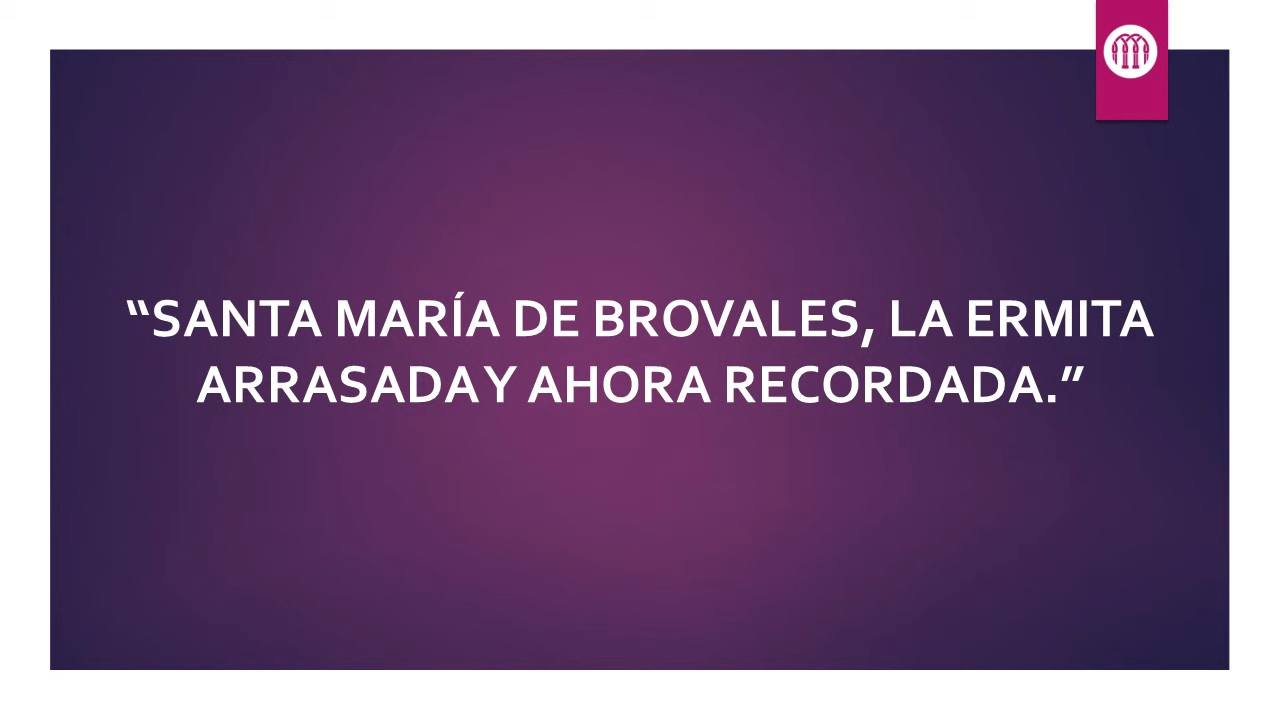 “SANTA MARÍA DE BROVALES, LA ERMITA
ARRASADA Y AHORA RECORDADA.”